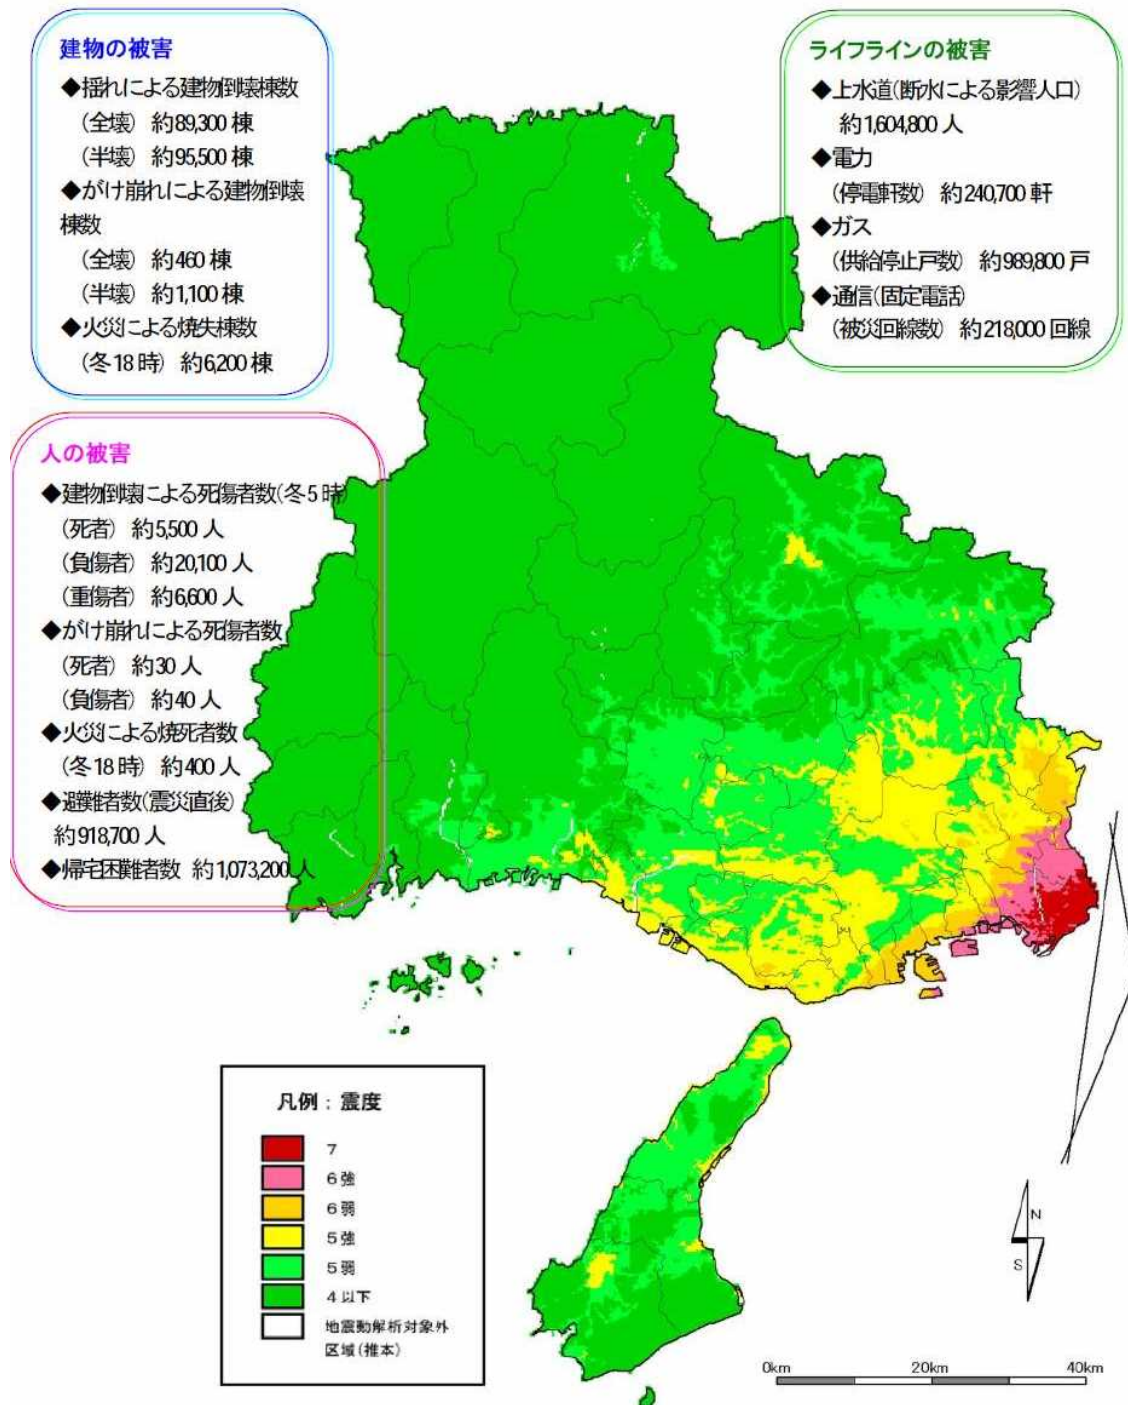 建物の被害
◆揺れによる建物倒壊棟数
(全壊) 約89,300 棟
(半壊) 約95,500 棟
◆がけ崩れによる建物倒壊
棟数
(全壊) 約460 棟
(半壊) 約1,100 棟
◆火災による焼失棟数
(冬18時) 約6,200 棟
ライフラインの被害
◆上水道(断水による影響人口)
約1,604,800 人
◆電力
(停電軒数) 約240,700 軒
◆ガス
(供給停止戸数) 約989,800 戸
◆通信(固定電話)
(被災回線数) 約218,000 回線
人の被害
◆建物倒壊による死傷者数(冬5時)
(死者) 約5,500 人
(負傷者) 約20,100 人
(重傷者) 約6,600 人
◆がけ崩れによる死傷者数
(死者) 約30 人
(負傷者) 約40 人
◆火災による焼死者数
(冬18時) 約400 人
◆避難者数(震災直後)
約918,700 人
◆帰宅困難者数 約1,073,200人
凡例：震度
7
6強
6弱
5強
5弱
4以下
地震動解析対象外
区域(推本)
N
S
0km 20km 40km